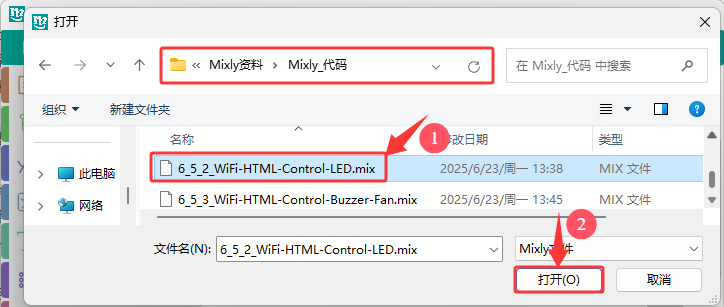 打开
Mixly资料 > Mixly_代码
在 Mixly_代码 中搜索
组织 新建文件夹
名称 修改日期 类型
1
此电脑 6_5_2_WiFi-HTML-Control-LED.mix 2025/6/23/周一 13:38 MIX 文件
网络 6_5_3_WiFi-HTML-Control-Buzzer-Fan.mix 2025/6/23/周一 13:45 MIX 文件
2
文件名(N): 6_5_2_WiFi-HTML-Control-LED.mix Mixly文件
打开(O) 取消